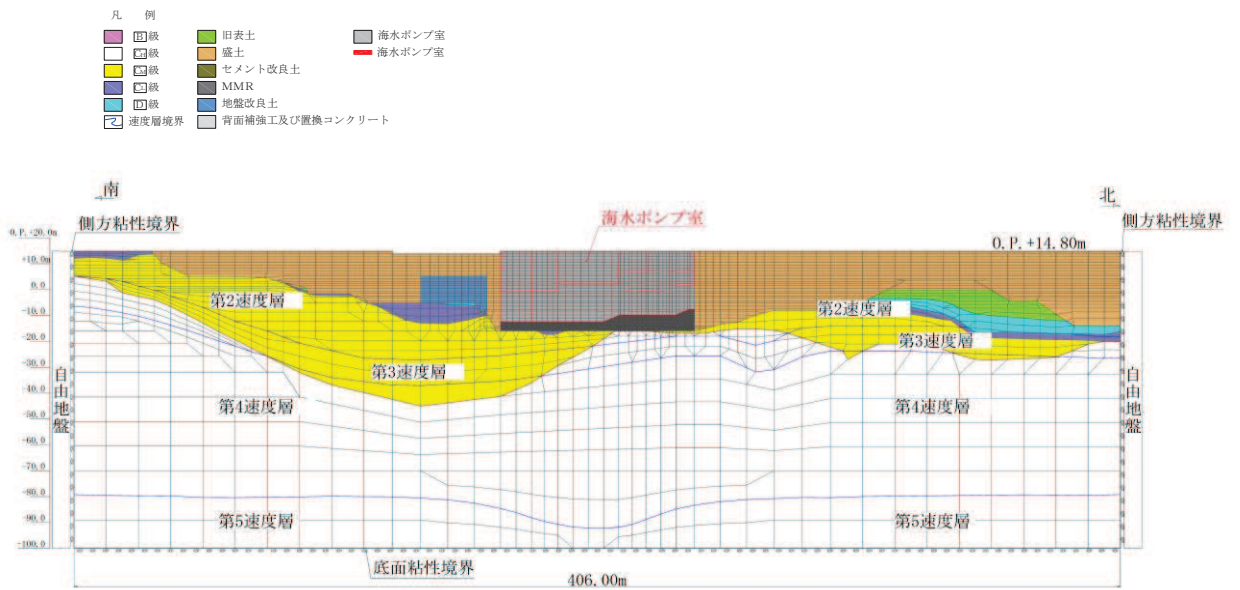 凡 例
B級
CH級
CM級
CL級
D級
速度層境界
旧表土
盛土
セメント改良土
MMR
地盤改良土
背面補強工及び置換コンクリート
海水ポンプ室
海水ポンプ室
南
北
側方粘性境界
海水ポンプ室
側方粘性境界
O.P.+20.0m
O.P.+14.80m
+10.0m
0.0
-10.0
-20.0
-30.0
-40.0
-50.0
-60.0
-70.0
-80.0
-90.0
-100.0
自由地盤
第2速度層
第3速度層
第4速度層
第5速度層
第2速度層
第3速度層
第4速度層
第5速度層
自由地盤
底面粘性境界
406.00m